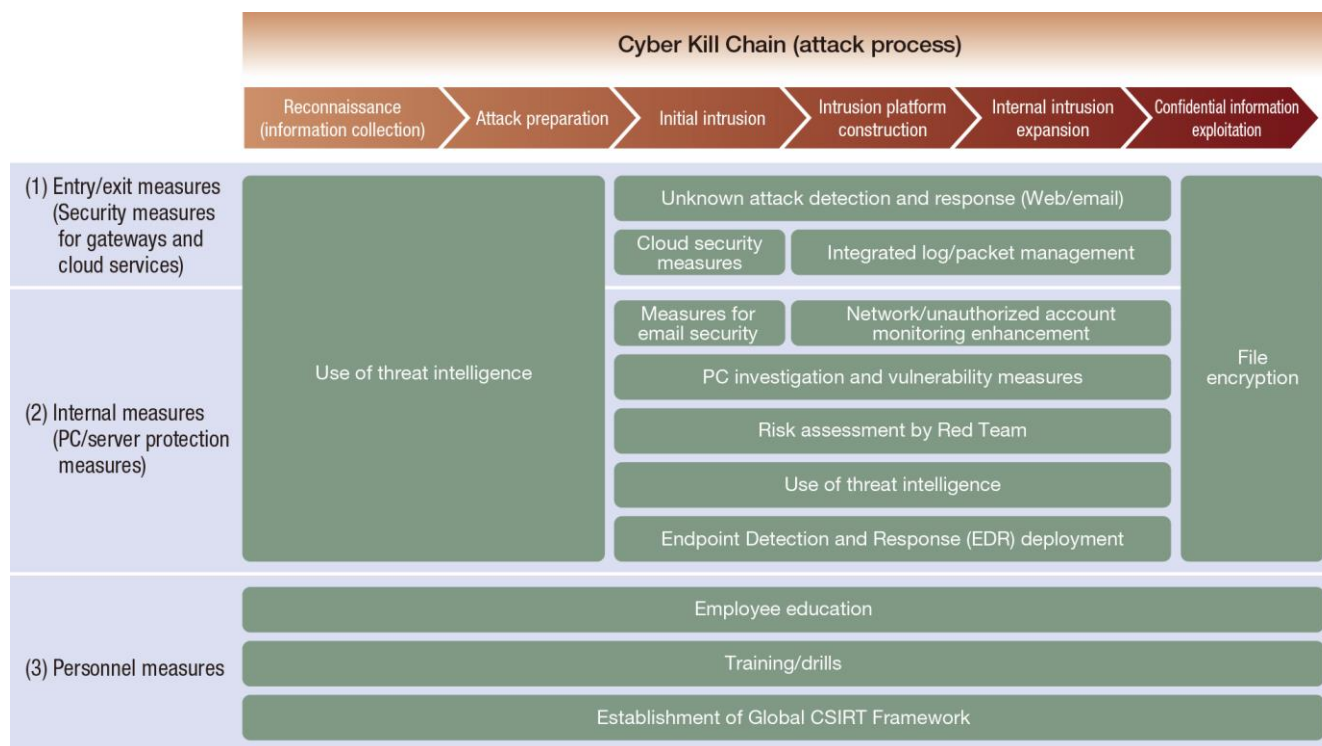 Cyber Kill Chain (attack process)
Reconnaissance
(information collection)
Attack preparation
Initial intrusion
Intrusion platform
construction
Internal intrusion
expansion
Confidential information
exploitation
(1) Entry/exit measures
(Security measures
for gateways and
cloud services)
Unknown attack detection and response (Web/email)
Cloud security
measures
Integrated log/packet management
(2) Internal measures
(PC/server protection
measures)
Use of threat intelligence
Measures for
email security
Network/unauthorized account
monitoring enhancement
PC investigation and vulnerability measures
Risk assessment by Red Team
Use of threat intelligence
Endpoint Detection and Response (EDR) deployment
File
encryption
(3) Personnel measures
Employee education
Training/drills
Establishment of Global CSIRT Framework